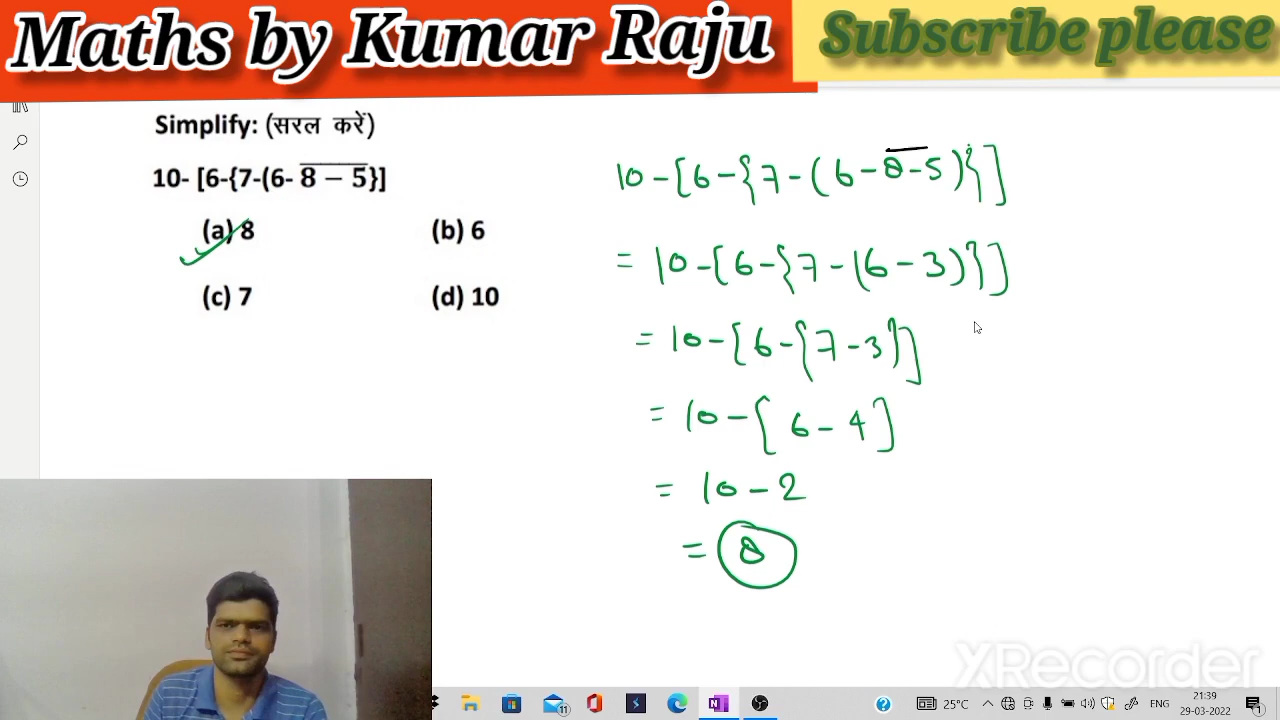 Maths by Kumar Raju
Subscribe please
Simplify: (सरल करें)
10- [6-{7-(6- 8 − 5}]
(a) 8
(b) 6
(c) 7
(d) 10
10-[6-{7-(6-8-5)}]
= 10-[6-{7-(6-3)}]
= 10-[6-{7-3}]
= 10-[6-4]
= 10-2
= 8
XRecorder
11
25°C
ENG
21:39
29-03-2022